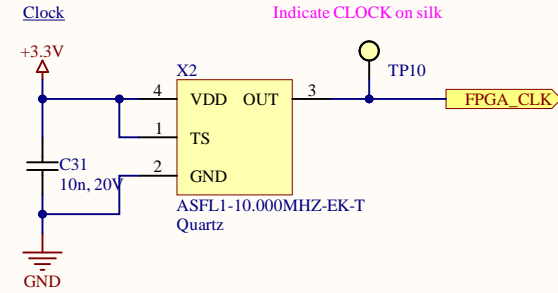 Clock
Indicate CLOCK on silk
+3.3V
X2
TP10
4
VDD
OUT
3
FPGA_CLK
1
TS
C31
10n, 20V
2
GND
ASFL1-10.000MHZ-EK-T
Quartz
GND